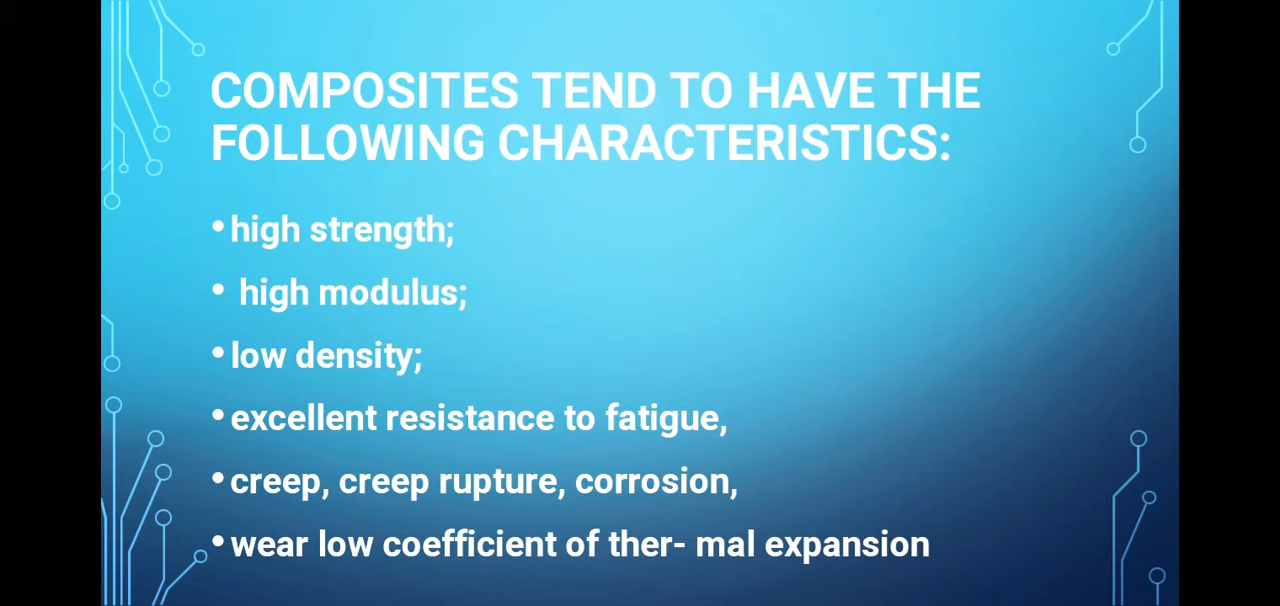 COMPOSITES TEND TO HAVE THE
FOLLOWING CHARACTERISTICS:
•high strength;
• high modulus;
•low density;
•excellent resistance to fatigue,
•creep, creep rupture, corrosion,
•wear low coefficient of ther- mal expansion